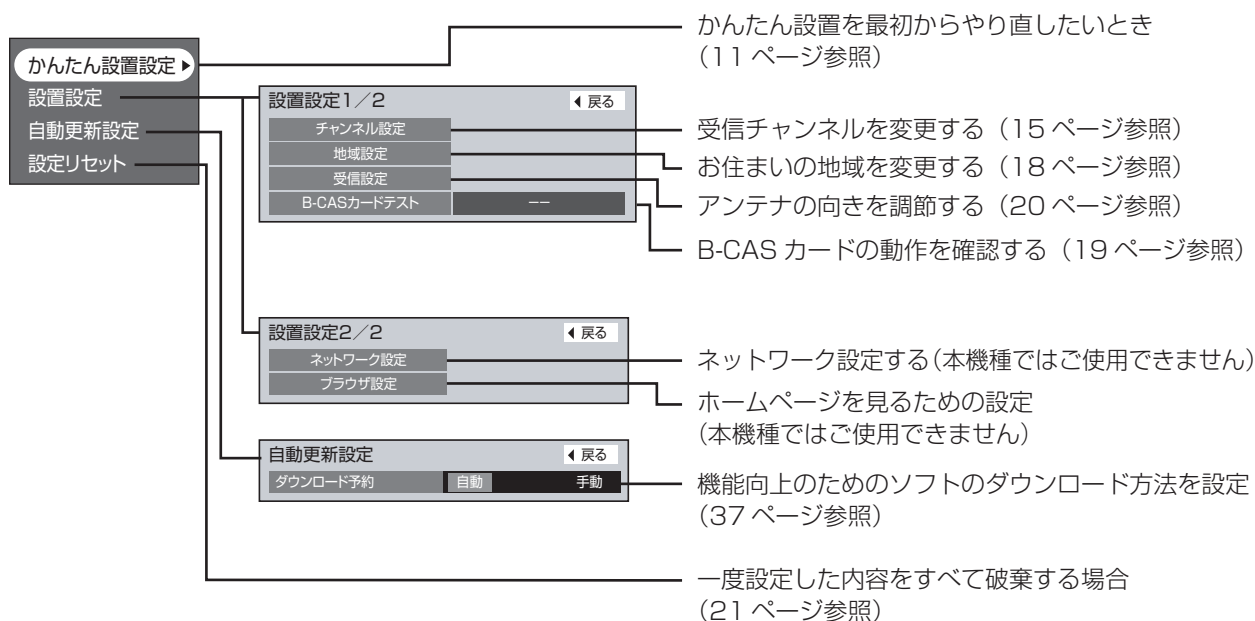 かんたん設置設定
設置設定
自動更新設定
設定リセット
設置設定1／2
戻る
チャンネル設定
地域設定
受信設定
B-CASカードテスト
−−
設置設定2／2
戻る
ネットワーク設定
ブラウザ設定
自動更新設定
戻る
ダウンロード予約
自動
手動
かんたん設置を最初からやり直したいとき
（11 ページ参照）
受信チャンネルを変更する（15 ページ参照）
お住まいの地域を変更する（18 ページ参照）
アンテナの向きを調節する（20 ページ参照）
B-CAS カードの動作を確認する（19 ページ参照）
ネットワーク設定する（本機種ではご使用できません）
ホームページを見るための設定
（本機種ではご使用できません）
機能向上のためのソフトのダウンロード方法を設定
（37 ページ参照）
一度設定した内容をすべて破棄する場合
（21 ページ参照）